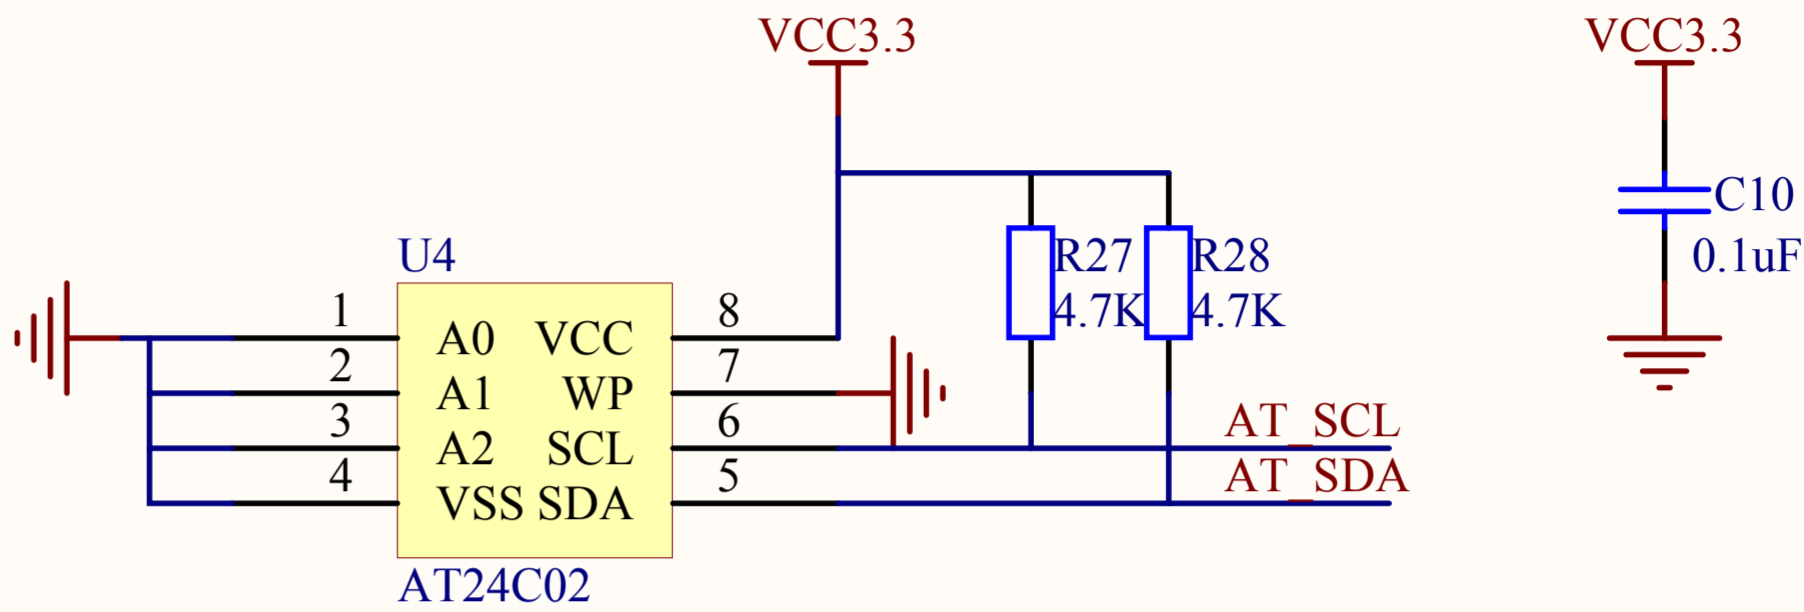 VCC3.3
VCC3.3
C10
0.1uF
U4
R27
4.7K
R28
4.7K
1
A0
VCC
8
2
A1
WP
7
3
A2
SCL
6
AT_SCL
4
VSS
SDA
5
AT_SDA
AT24C02